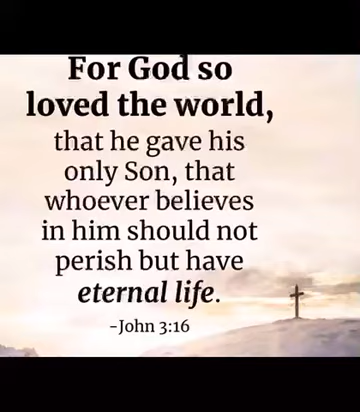 For God so
loved the world,
that he gave his
only Son, that
whoever believes
in him should not
perish but have
eternal life.
-John 3:16